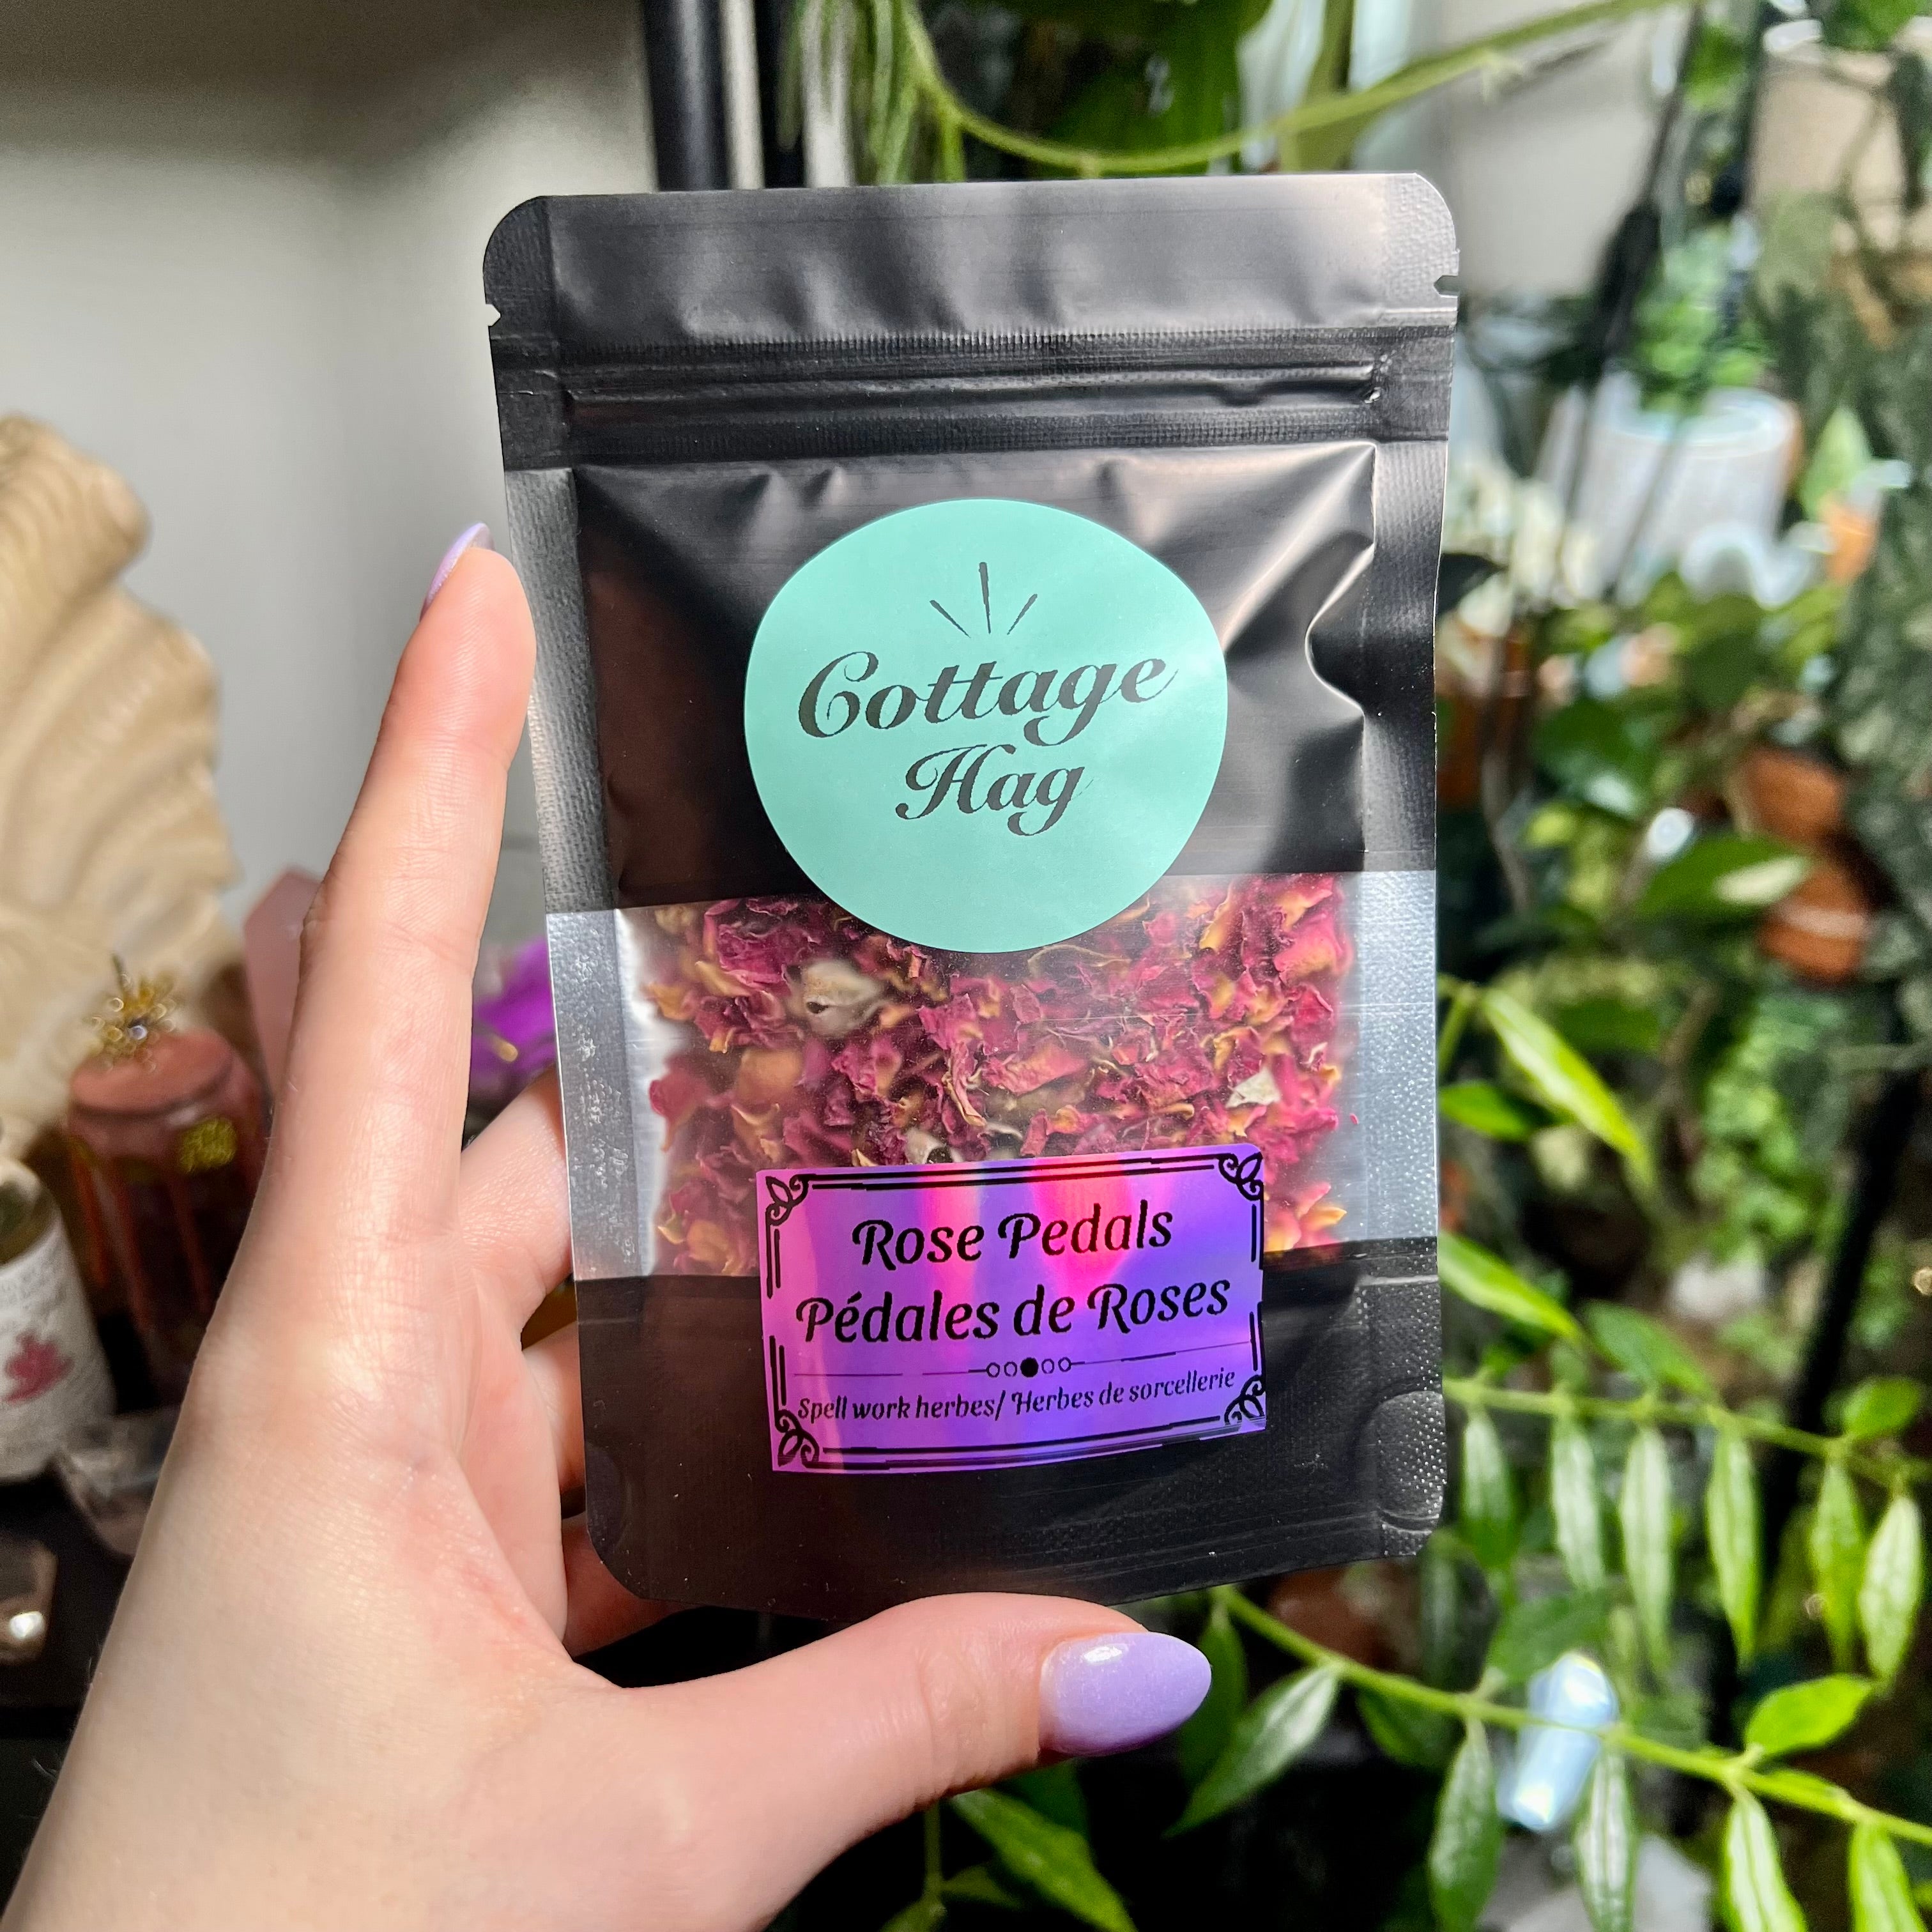 Cottage
Hag
Rose Pedals
Pédales de Roses
Spell work herbes/ Herbes de sorcellerie